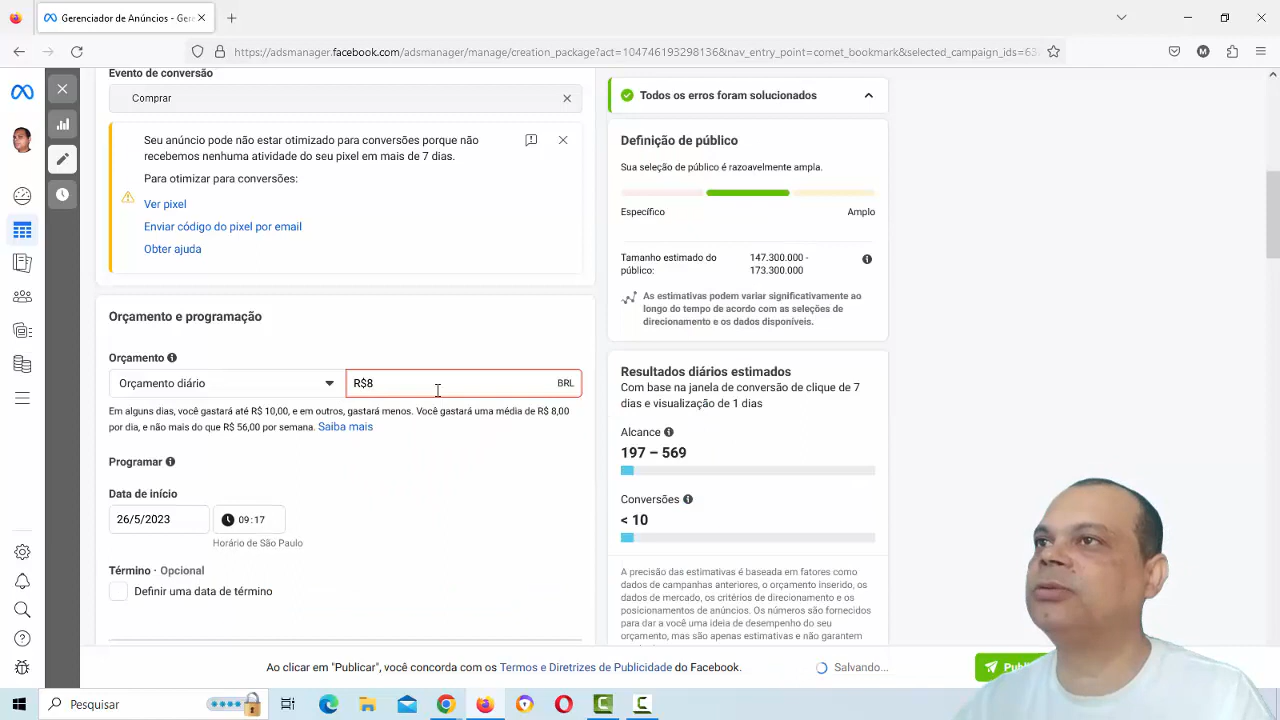 Gerenciador de Anúncios - Gere
https://adsmanager.facebook.com/adsmanager/manage/creation_package?act=104746193298136&nav_entry_point=comet_bookmark&selected_campaign_ids=63
Evento de conversão
Comprar
Seu anúncio pode não estar otimizado para conversões porque não
recebemos nenhuma atividade do seu pixel em mais de 7 dias.
Para otimizar para conversões:
Ver pixel
Enviar código do pixel por email
Obter ajuda
Orçamento e programação
Orçamento
Orçamento diário
R$8
BRL
Em alguns dias, você gastará até R$ 10,00, e em outros, gastará menos. Você gastará uma média de R$ 8,00
por dia, e não mais do que R$ 56,00 por semana. Saiba mais
Programar
Data de início
26/5/2023
09:17
Horário de São Paulo
Término · Opcional
Definir uma data de término
Todos os erros foram solucionados
Definição de público
Sua seleção de público é razoavelmente ampla.
Específico
Amplo
Tamanho estimado do
público:
147.300.000 -
173.300.000
As estimativas podem variar significativamente ao
longo do tempo de acordo com as seleções de
direcionamento e os dados disponíveis.
Resultados diários estimados
Com base na janela de conversão de clique de 7
dias e visualização de 1 dias
Alcance
197 – 569
Conversões
< 10
A precisão das estimativas é baseada em fatores como
dados de campanhas anteriores, o orçamento inserido, os
dados de mercado, os critérios de direcionamento e os
posicionamentos de anúncios. Os números são fornecidos
para dar a você uma ideia de desempenho do seu
orçamento, mas são apenas estimativas e não garantem
Ao clicar em "Publicar", você concorda com os Termos e Diretrizes de Publicidade do Facebook.
Salvando...
Publ
Pesquisar